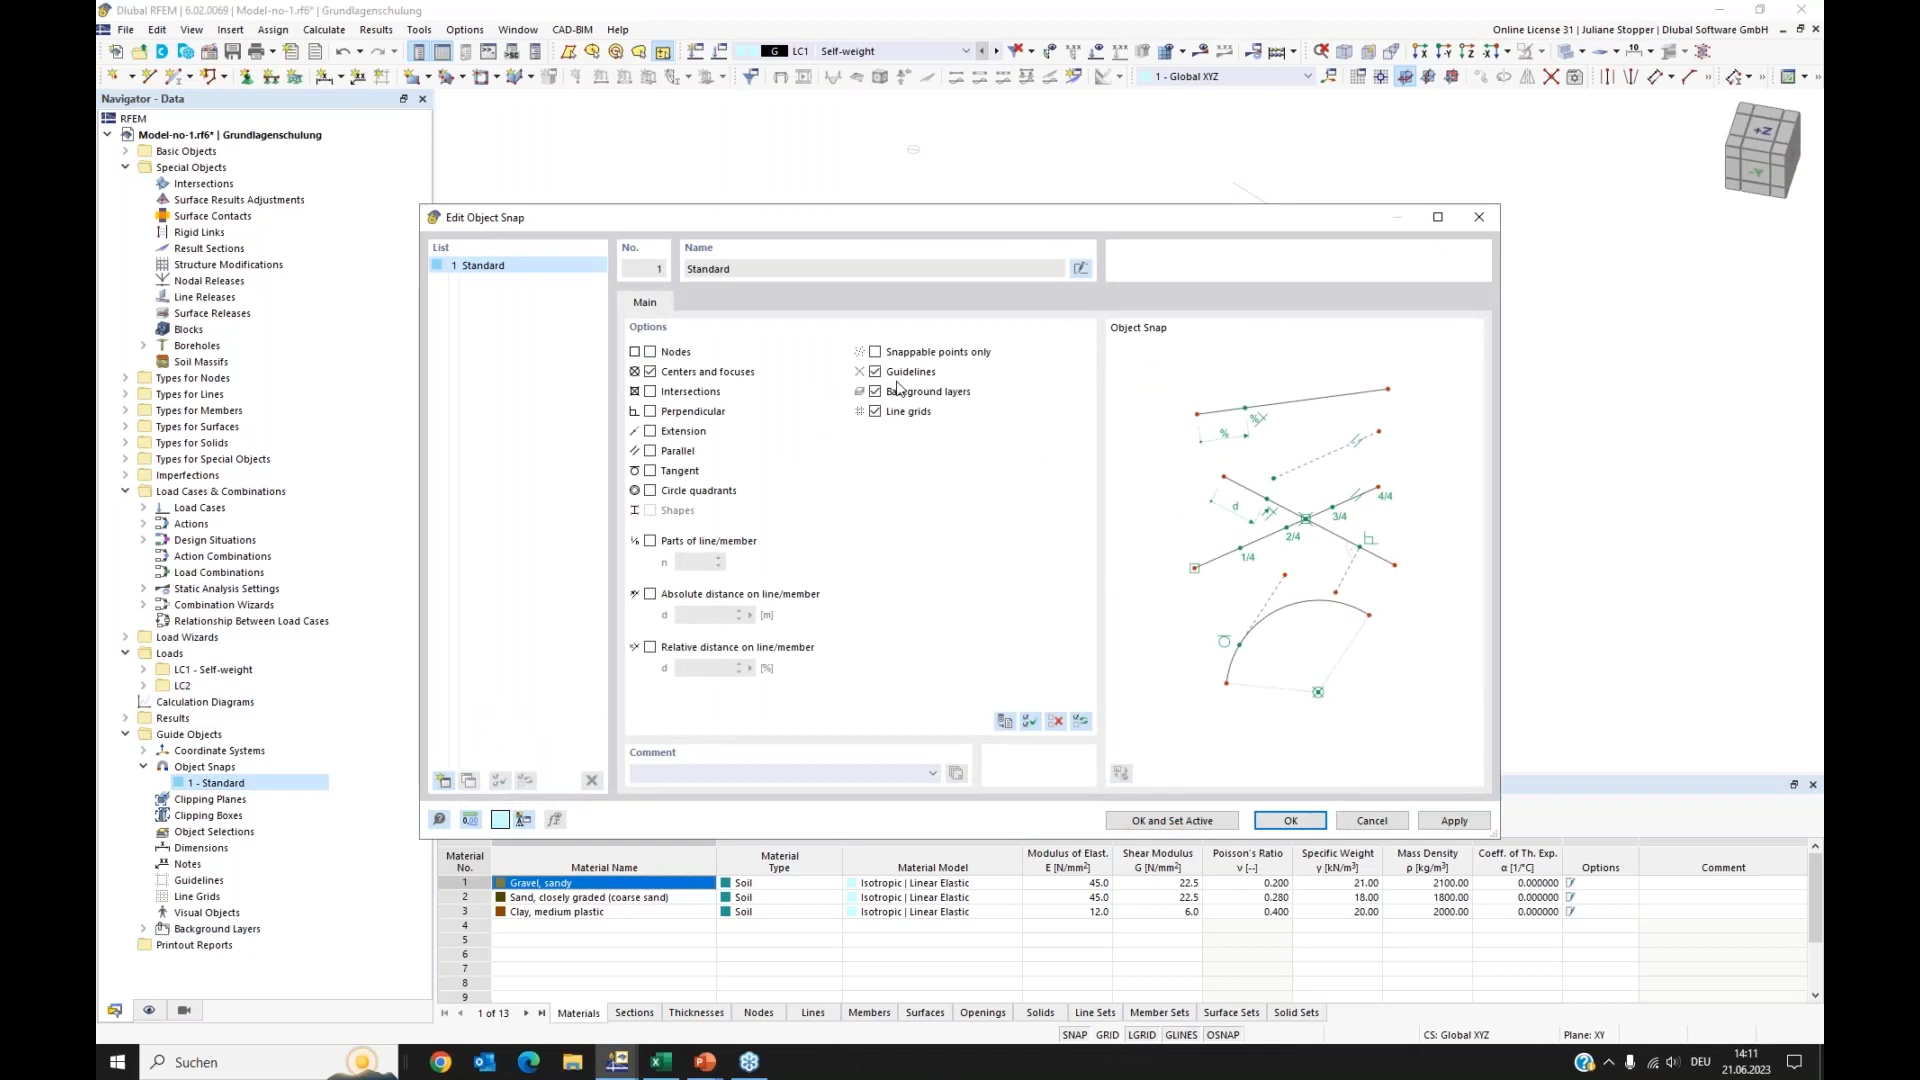 Dlubal RFEM | 6.02.0069 | Model-no-1.rf6* | Grundlagenschulung
File Edit View Insert Assign Calculate Results Tools Options Window CAD-BIM Help
Online License 31 | Juliane Stopper | Dlubal Software GmbH
G LC1 Self-weight
1 - Global XYZ
Navigator - Data
RFEM
Model-no-1.rf6* | Grundlagenschulung
Basic Objects
Special Objects
Intersections
Surface Results Adjustments
Surface Contacts
Rigid Links
Result Sections
Structure Modifications
Nodal Releases
Line Releases
Surface Releases
Blocks
Boreholes
Soil Massifs
Types for Nodes
Types for Lines
Types for Members
Types for Surfaces
Types for Solids
Types for Special Objects
Imperfections
Load Cases & Combinations
Load Cases
Actions
Design Situations
Action Combinations
Load Combinations
Static Analysis Settings
Combination Wizards
Relationship Between Load Cases
Load Wizards
Loads
LC1 - Self-weight
LC2
Calculation Diagrams
Results
Guide Objects
Coordinate Systems
Object Snaps
1 - Standard
Clipping Planes
Clipping Boxes
Object Selections
Dimensions
Notes
Guidelines
Line Grids
Visual Objects
Background Layers
Printout Reports
+Z
-Y
Edit Object Snap
List
1 Standard
No.
1
Name
Standard
Main
Options
Nodes
Centers and focuses
Intersections
Perpendicular
Extension
Parallel
Tangent
Circle quadrants
Shapes
Parts of line/member
n
Absolute distance on line/member
d [m]
Relative distance on line/member
d [%]
Snappable points only
Guidelines
Background layers
Line grids
Comment
Object Snap
%
%
d
1/4
2/4
3/4
4/4
OK and Set Active OK Cancel Apply
Material No. Material Name Material Type Material Model Modulus of Elast. E [N/mm²] Shear Modulus G [N/mm²] Poisson's Ratio ν [--] Specific Weight γ [kN/m³] Mass Density ρ [kg/m³] Coeff. of Th. Exp. α [1/°C] Options Comment
1 Gravel, sandy Soil Isotropic | Linear Elastic 45.0 22.5 0.200 21.00 2100.00 0.000000
2 Sand, closely graded (coarse sand) Soil Isotropic | Linear Elastic 45.0 22.5 0.280 18.00 1800.00 0.000000
3 Clay, medium plastic Soil Isotropic | Linear Elastic 12.0 6.0 0.400 20.00 2000.00 0.000000
4
5
6
7
8
9
1 of 13 Materials Sections Thicknesses Nodes Lines Members Surfaces Openings Solids Line Sets Member Sets Surface Sets Solid Sets
SNAP GRID LGRID GLINES OSNAP CS: Global XYZ Plane: XY
Suchen
DEU
14:11
21.06.2023